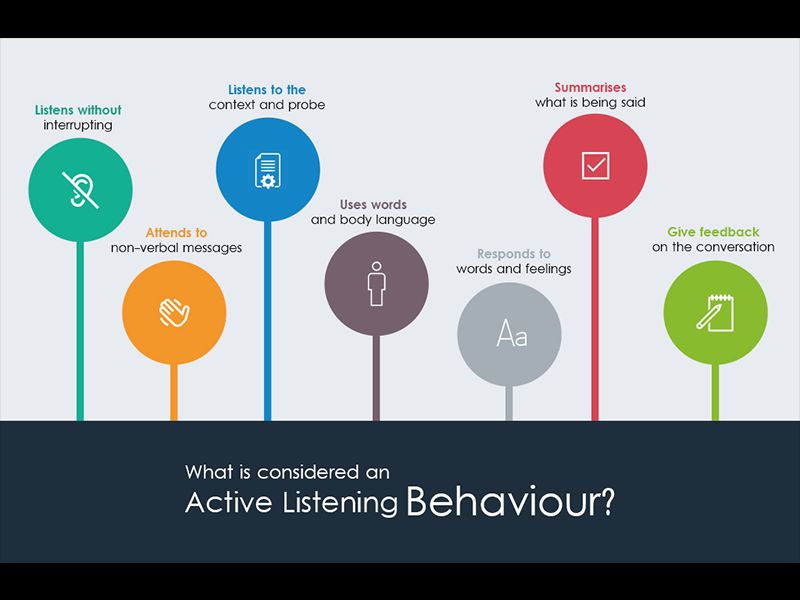 Listens without
interrupting
Attends to
non-verbal messages
Listens to the
context and probe
Uses words
and body language
Responds to
words and feelings
Summarises
what is being said
Give feedback
on the conversation
Aa
What is considered an
Active Listening Behaviour?